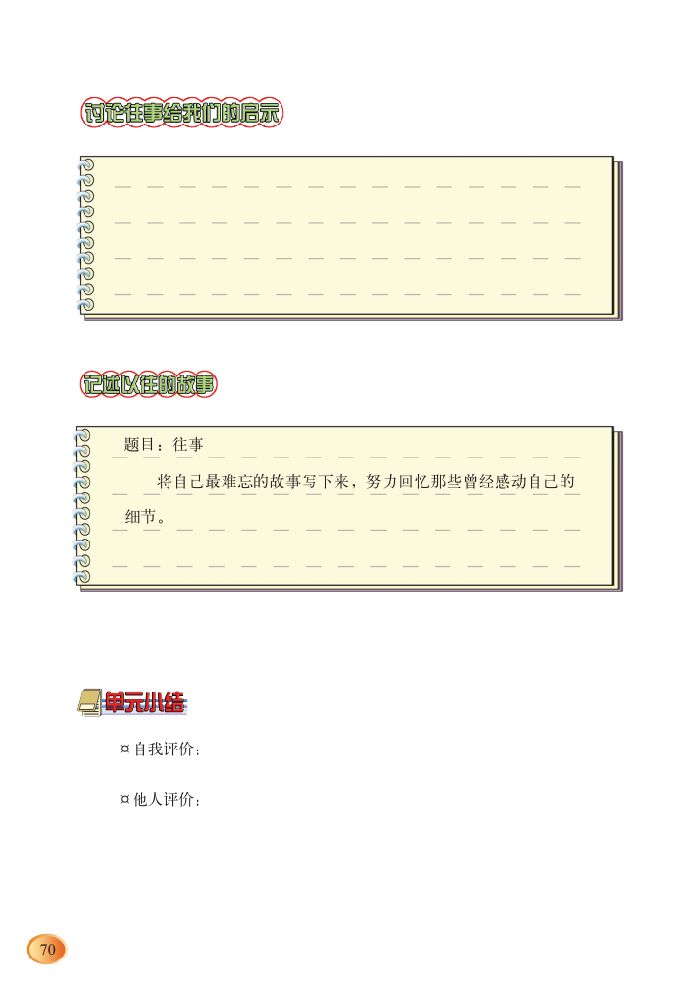 讨论往事给我们的启示
记述以往的故事
题目：往事
将自己最难忘的故事写下来，努力回忆那些曾经感动自己的
细节。
单元小结
¤自我评价：
¤他人评价：
70